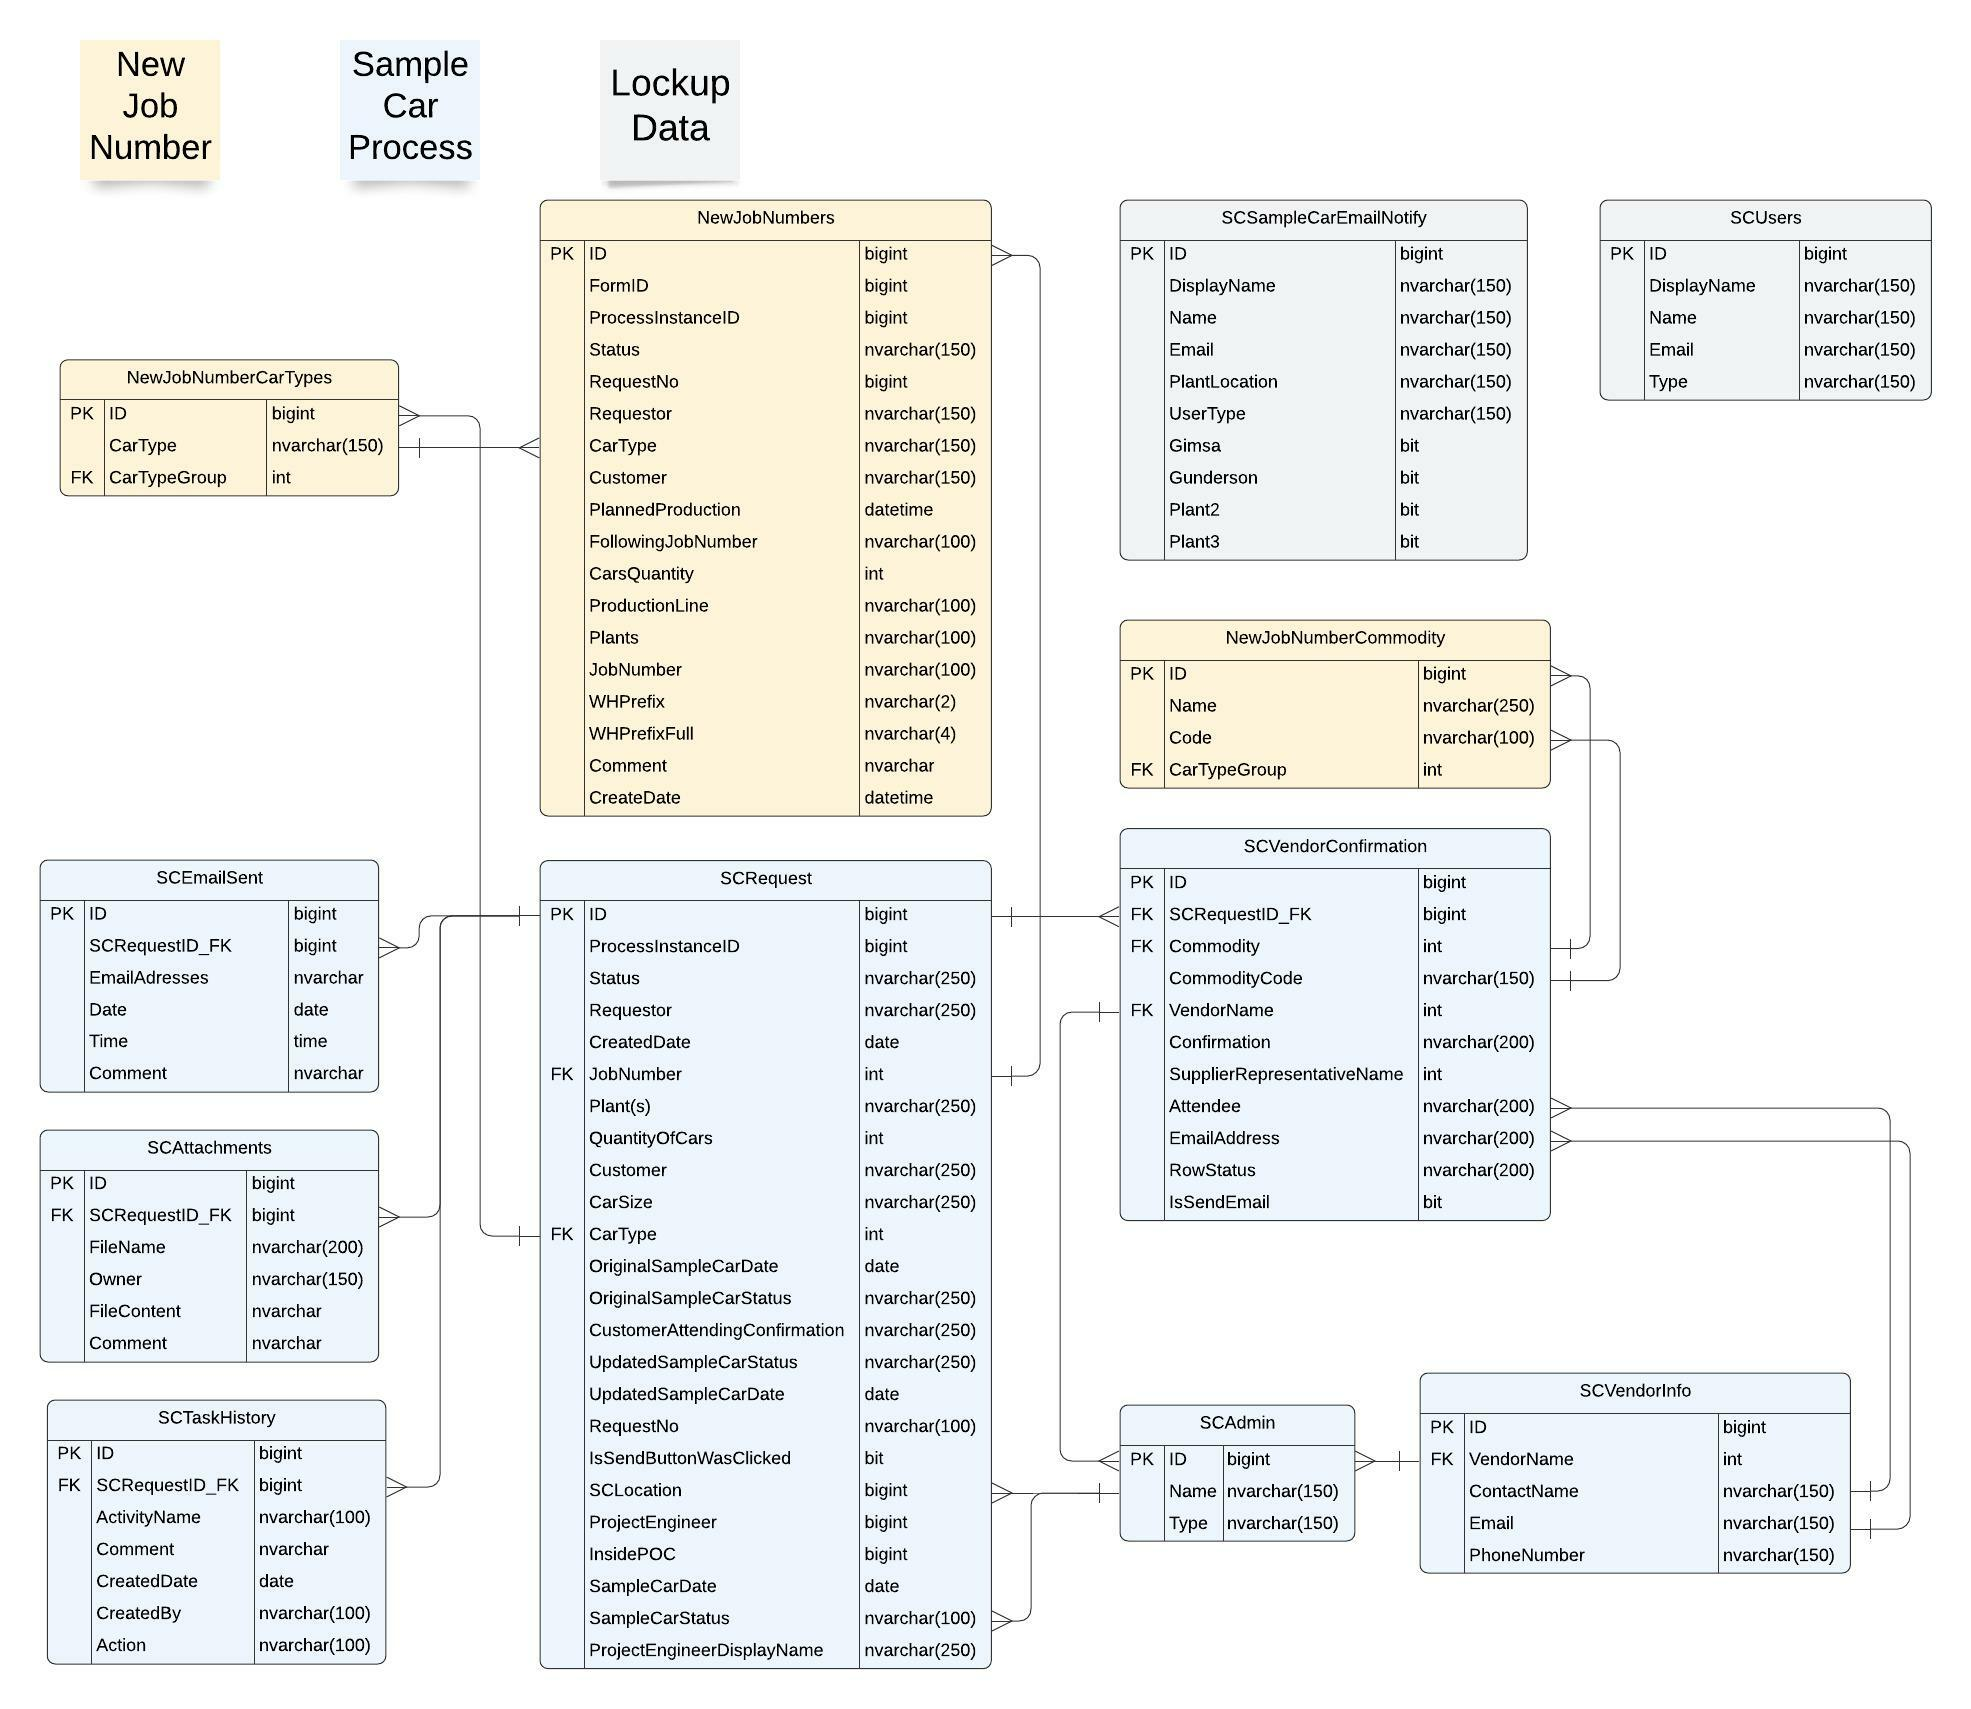 New
Job
Number
Sample
Car
Process
Lockup
Data
NewJobNumbers
PK ID bigint
FormID bigint
ProcessInstanceID bigint
Status nvarchar(150)
RequestNo bigint
Requestor nvarchar(150)
CarType nvarchar(150)
Customer nvarchar(150)
PlannedProduction datetime
FollowingJobNumber nvarchar(100)
CarsQuantity int
ProductionLine nvarchar(100)
Plants nvarchar(100)
JobNumber nvarchar(100)
WHPrefix nvarchar(2)
WHPrefixFull nvarchar(4)
Comment nvarchar
CreateDate datetime
SCSampleCarEmailNotify
PK ID bigint
DisplayName nvarchar(150)
Name nvarchar(150)
Email nvarchar(150)
PlantLocation nvarchar(150)
UserType nvarchar(150)
Gimsa bit
Gunderson bit
Plant2 bit
Plant3 bit
SCUsers
PK ID bigint
DisplayName nvarchar(150)
Name nvarchar(150)
Email nvarchar(150)
Type nvarchar(150)
NewJobNumberCarTypes
PK ID bigint
CarType nvarchar(150)
FK CarTypeGroup int
NewJobNumberCommodity
PK ID bigint
Name nvarchar(250)
Code nvarchar(100)
FK CarTypeGroup int
SCEmailSent
PK ID bigint
SCRequestID_FK bigint
EmailAdresses nvarchar
Date date
Time time
Comment nvarchar
SCRequest
PK ID bigint
ProcessInstanceID bigint
Status nvarchar(250)
Requestor nvarchar(250)
CreatedDate date
FK JobNumber int
Plant(s) nvarchar(250)
QuantityOfCars int
Customer nvarchar(250)
CarSize nvarchar(250)
FK CarType int
OriginalSampleCarDate date
OriginalSampleCarStatus nvarchar(250)
CustomerAttendingConfirmation nvarchar(250)
UpdatedSampleCarStatus nvarchar(250)
UpdatedSampleCarDate date
RequestNo nvarchar(100)
IsSendButtonWasClicked bit
SCLocation bigint
ProjectEngineer bigint
InsidePOC bigint
SampleCarDate date
SampleCarStatus nvarchar(100)
ProjectEngineerDisplayName nvarchar(250)
SCVendorConfirmation
PK ID bigint
FK SCRequestID_FK bigint
FK Commodity int
CommodityCode nvarchar(150)
FK VendorName int
Confirmation nvarchar(200)
SupplierRepresentativeName int
Attendee nvarchar(200)
EmailAddress nvarchar(200)
RowStatus nvarchar(200)
IsSendEmail bit
SCAttachments
PK ID bigint
FK SCRequestID_FK bigint
FileName nvarchar(200)
Owner nvarchar(150)
FileContent nvarchar
Comment nvarchar
SCTaskHistory
PK ID bigint
FK SCRequestID_FK bigint
ActivityName nvarchar(100)
Comment nvarchar
CreatedDate date
CreatedBy nvarchar(100)
Action nvarchar(100)
SCAdmin
PK ID bigint
Name nvarchar(150)
Type nvarchar(150)
SCVendorInfo
PK ID bigint
FK VendorName int
ContactName nvarchar(150)
Email nvarchar(150)
PhoneNumber nvarchar(150)